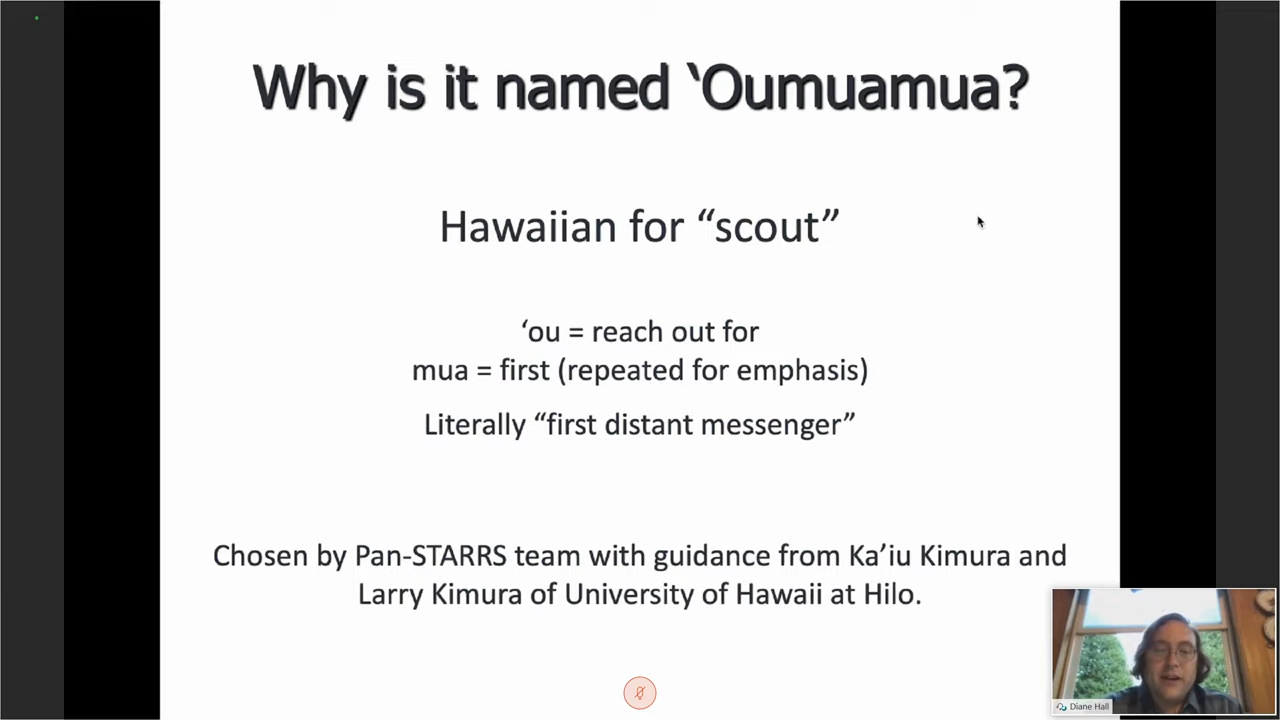 Why is it named ‘Oumuamua?
Hawaiian for “scout”
‘ou = reach out for
mua = first (repeated for emphasis)
Literally “first distant messenger”
Chosen by Pan-STARRS team with guidance from Ka’iu Kimura and
Larry Kimura of University of Hawaii at Hilo.
Diane Hall